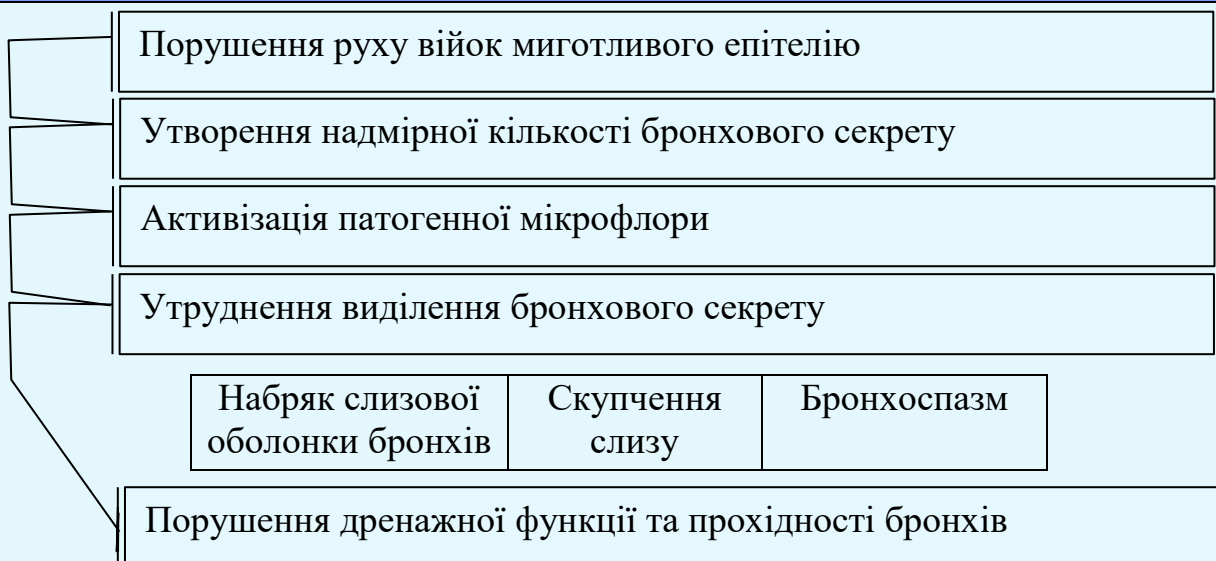 Порушення руху війок миготливого епітелію
Утворення надмірної кількості бронхового секрету
Активізація патогенної мікрофлори
Утруднення виділення бронхового секрету
Набряк слизової
оболонки бронхів
Скупчення
слизу
Бронхоспазм
Порушення дренажної функції та прохідності бронхів